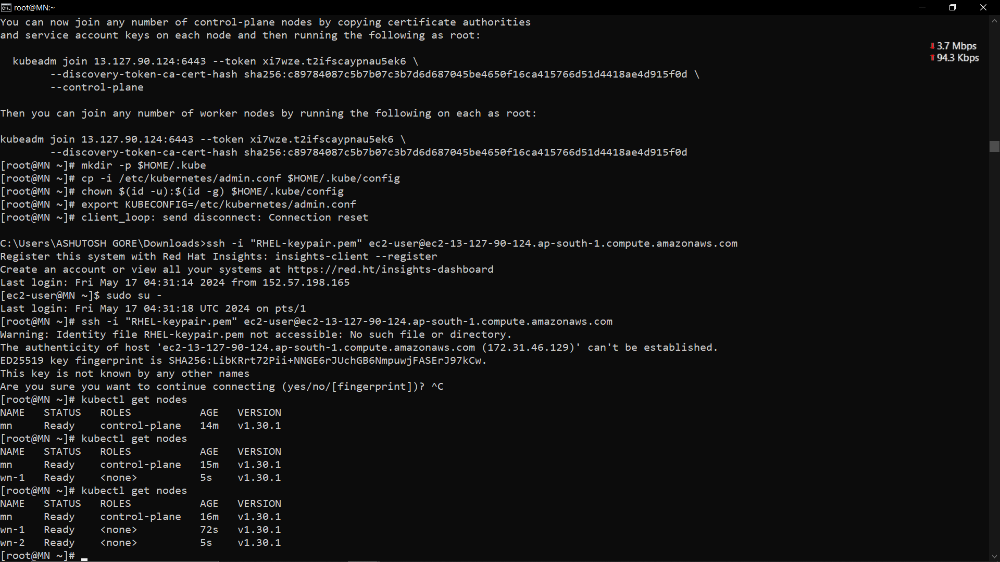 root@MN:~
You can now join any number of control-plane nodes by copying certificate authorities
and service account keys on each node and then running the following as root:
3.7 Mbps
94.3 Kbps
kubeadm join 13.127.90.124:6443 --token xi7wze.t2ifscaypnau5ek6 \
--discovery-token-ca-cert-hash sha256:c89784087c5b7b07c3b7d6d687045be4650f16ca415766d51d4418ae4d915f0d \
--control-plane
Then you can join any number of worker nodes by running the following on each as root:
kubeadm join 13.127.90.124:6443 --token xi7wze.t2ifscaypnau5ek6 \
--discovery-token-ca-cert-hash sha256:c89784087c5b7b07c3b7d6d687045be4650f16ca415766d51d4418ae4d915f0d
[root@MN ~]# mkdir -p $HOME/.kube
[root@MN ~]# cp -i /etc/kubernetes/admin.conf $HOME/.kube/config
[root@MN ~]# chown $(id -u):$(id -g) $HOME/.kube/config
[root@MN ~]# export KUBECONFIG=/etc/kubernetes/admin.conf
[root@MN ~]# client_loop: send disconnect: Connection reset
C:\Users\ASHUTOSH GORE\Downloads>ssh -i "RHEL-keypair.pem" ec2-user@ec2-13-127-90-124.ap-south-1.compute.amazonaws.com
Register this system with Red Hat Insights: insights-client --register
Create an account or view all your systems at https://red.ht/insights-dashboard
Last login: Fri May 17 04:31:14 2024 from 152.57.198.165
[ec2-user@MN ~]$ sudo su -
Last login: Fri May 17 04:31:18 UTC 2024 on pts/1
[root@MN ~]# ssh -i "RHEL-keypair.pem" ec2-user@ec2-13-127-90-124.ap-south-1.compute.amazonaws.com
Warning: Identity file RHEL-keypair.pem not accessible: No such file or directory.
The authenticity of host 'ec2-13-127-90-124.ap-south-1.compute.amazonaws.com (172.31.46.129)' can't be established.
ED25519 key fingerprint is SHA256:LibKRrt72Pii+NNGE6rJUchGB6NmpuwjFASErJ97kCw.
This key is not known by any other names
Are you sure you want to continue connecting (yes/no/[fingerprint])? ^C
[root@MN ~]# kubectl get nodes
NAME   STATUS   ROLES           AGE   VERSION
mn     Ready    control-plane   14m   v1.30.1
[root@MN ~]# kubectl get nodes
NAME   STATUS   ROLES           AGE   VERSION
mn     Ready    control-plane   15m   v1.30.1
wn-1   Ready    <none>          5s    v1.30.1
[root@MN ~]# kubectl get nodes
NAME   STATUS   ROLES           AGE   VERSION
mn     Ready    control-plane   16m   v1.30.1
wn-1   Ready    <none>          72s   v1.30.1
wn-2   Ready    <none>          5s    v1.30.1
[root@MN ~]#